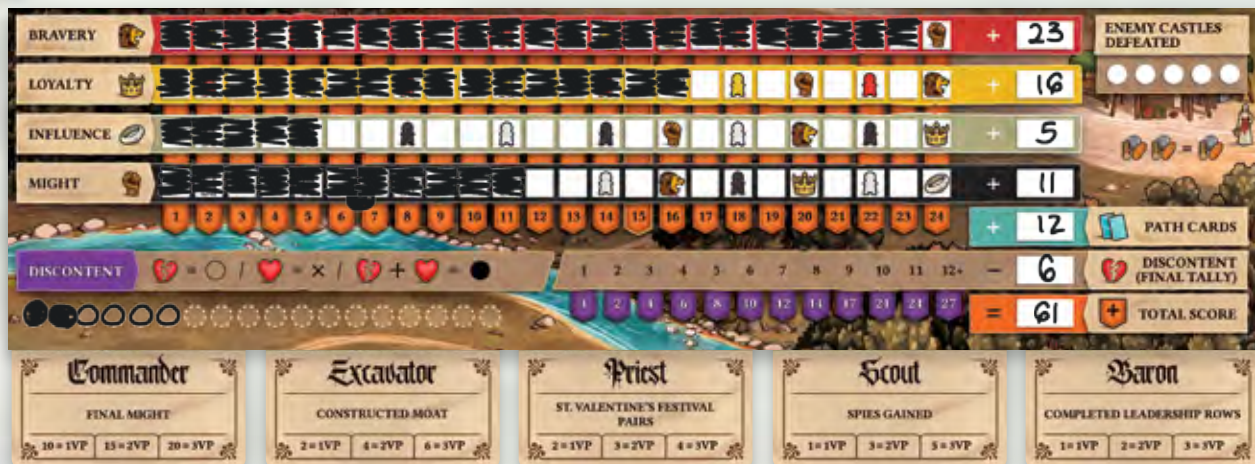 BRAVERY + 23 ENEMY CASTLES DEFEATED
LOYALTY + 16
INFLUENCE + 5 =
MIGHT + 11
1 2 3 4 5 6 7 8 9 10 11 12 13 14 15 16 17 18 19 20 21 22 23 24 + 12 PATH CARDS
DISCONTENT = / = × / + = 1 2 3 4 5 6 7 8 9 10 11 12+ − 6 DISCONTENT (FINAL TALLY)
1 2 4 6 8 10 12 14 17 21 24 27 = 61 TOTAL SCORE
Commander
FINAL MIGHT
10 = 1VP 15 = 2VP 20 = 3VP
Excavator
CONSTRUCTED MOAT
2 = 1VP 4 = 2VP 6 = 3VP
Priest
ST. VALENTINE'S FESTIVAL
PAIRS
2 = 1VP 3 = 2VP 4 = 3VP
Scout
SPIES GAINED
1 = 1VP 3 = 2VP 5 = 3VP
Baron
COMPLETED LEADERSHIP ROWS
1 = 1VP 2 = 2VP 3 = 3VP